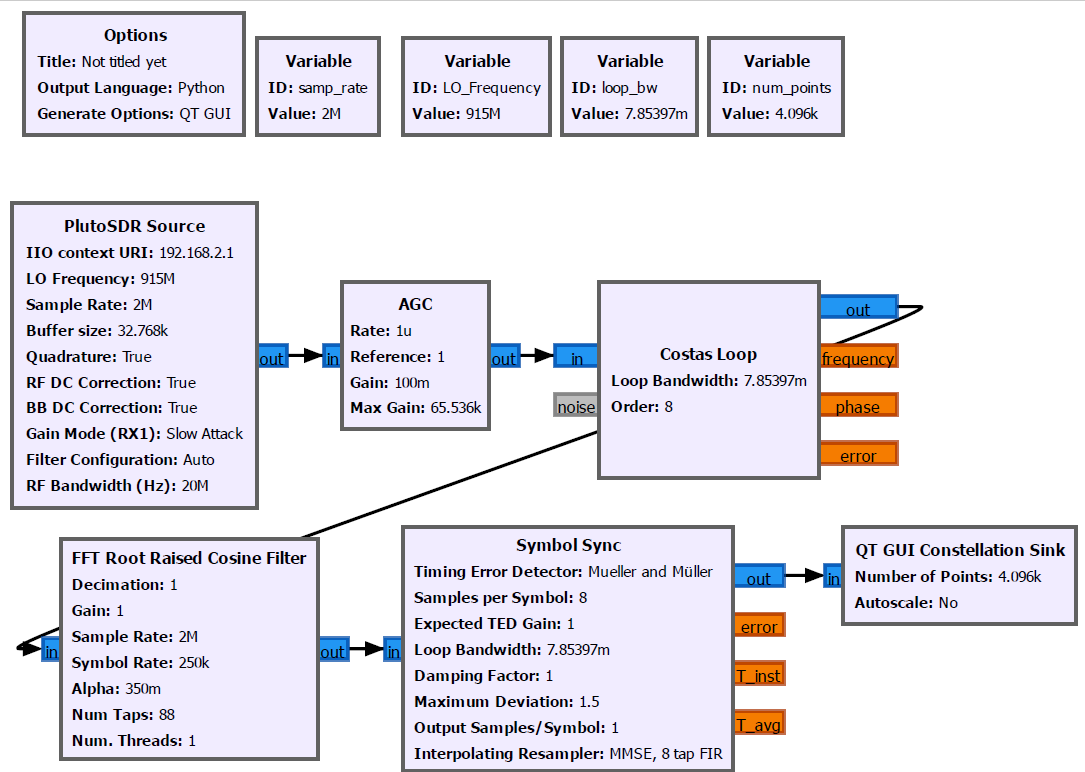 Options
Title: Not titled yet
Output Language: Python
Generate Options: QT GUI
Variable
ID: samp_rate
Value: 2M
Variable
ID: LO_Frequency
Value: 915M
Variable
ID: loop_bw
Value: 7.85397m
Variable
ID: num_points
Value: 4.096k
PlutoSDR Source
IIO context URI: 192.168.2.1
LO Frequency: 915M
Sample Rate: 2M
Buffer size: 32.768k
Quadrature: True
RF DC Correction: True
BB DC Correction: True
Gain Mode (RX1): Slow Attack
Filter Configuration: Auto
RF Bandwidth (Hz): 20M
out
in
AGC
Rate: 1u
Reference: 1
Gain: 100m
Max Gain: 65.536k
out
in
noise
Costas Loop
Loop Bandwidth: 7.85397m
Order: 8
out
frequency
phase
error
in
FFT Root Raised Cosine Filter
Decimation: 1
Gain: 1
Sample Rate: 2M
Symbol Rate: 250k
Alpha: 350m
Num Taps: 88
Num. Threads: 1
out
in
Symbol Sync
Timing Error Detector: Mueller and Müller
Samples per Symbol: 8
Expected TED Gain: 1
Loop Bandwidth: 7.85397m
Damping Factor: 1
Maximum Deviation: 1.5
Output Samples/Symbol: 1
Interpolating Resampler: MMSE, 8 tap FIR
out
error
T_inst
T_avg
in
QT GUI Constellation Sink
Number of Points: 4.096k
Autoscale: No